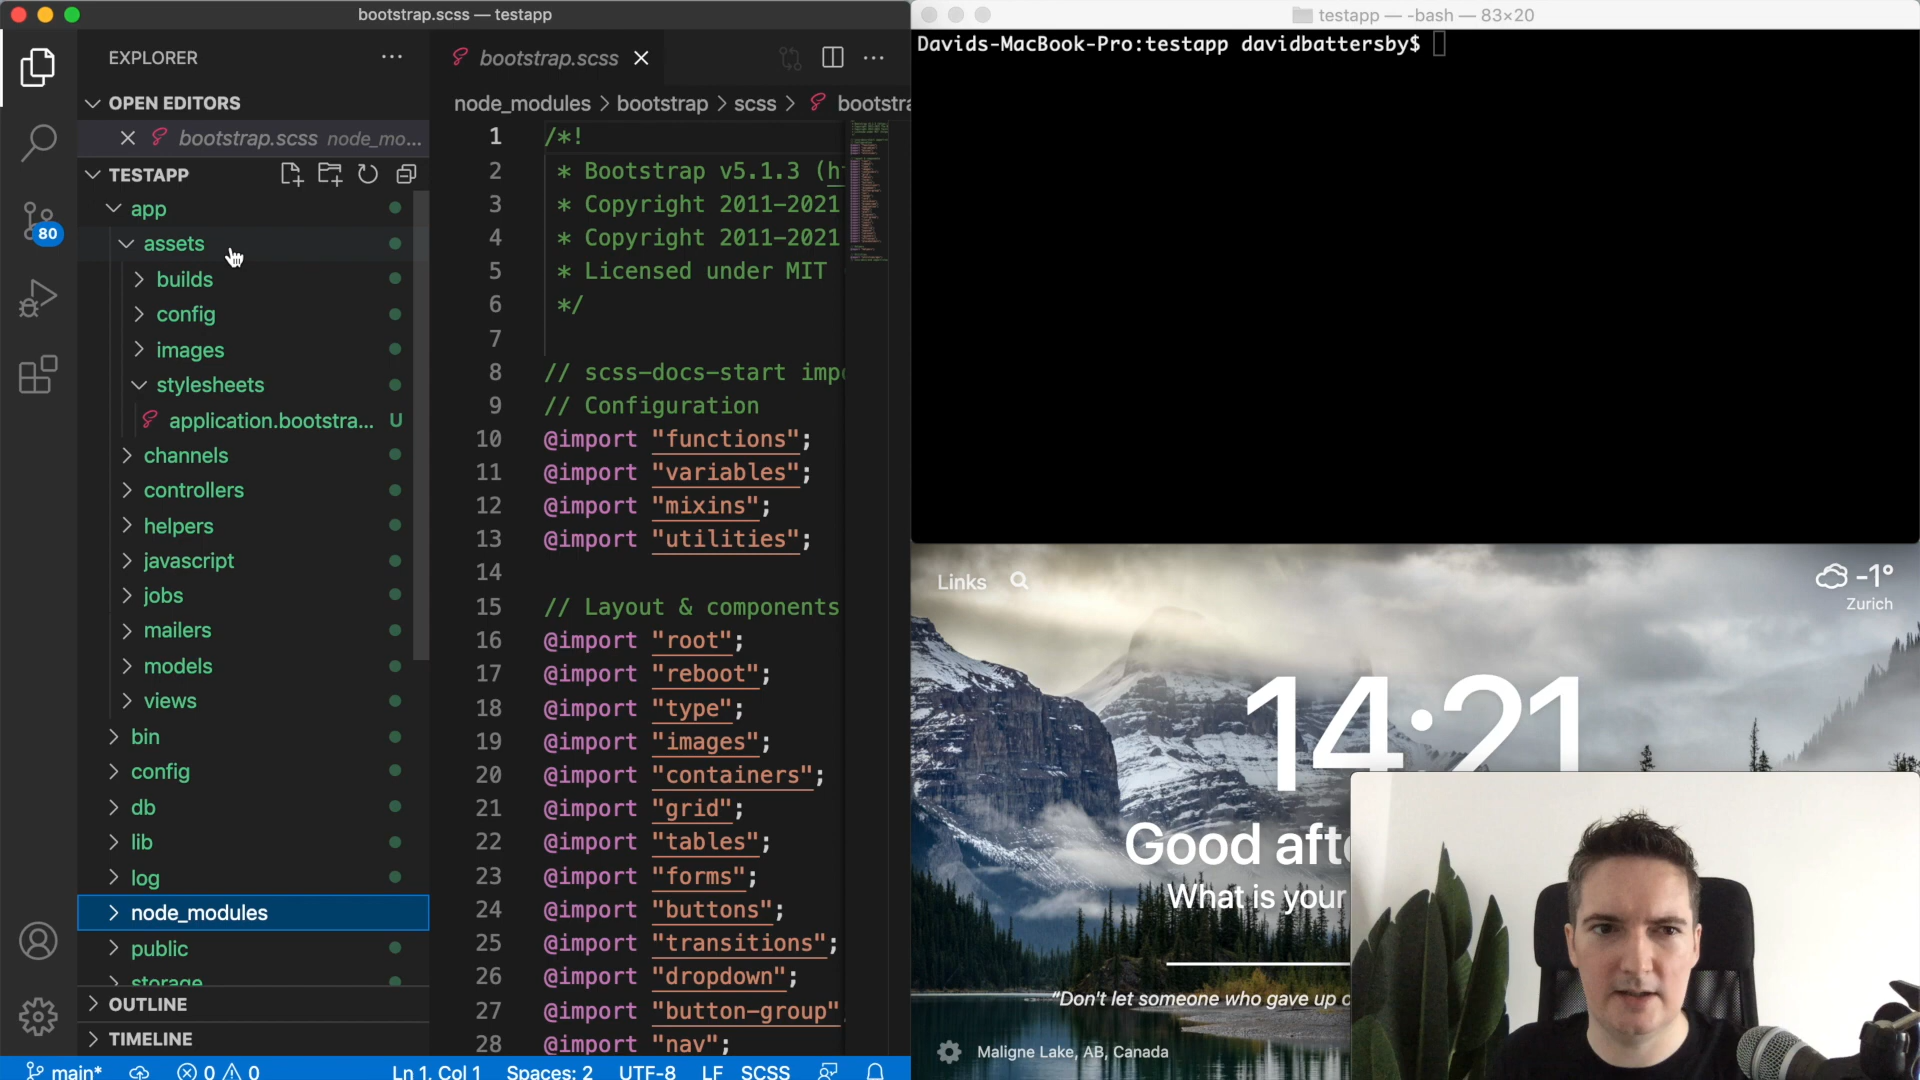 bootstrap.scss — testapp
EXPLORER
OPEN EDITORS
bootstrap.scss node_mo...
TESTAPP
app
assets
builds
config
images
stylesheets
application.bootstra... U
channels
controllers
helpers
javascript
jobs
mailers
models
views
bin
config
db
lib
log
node_modules
public
storage
OUTLINE
TIMELINE
80
bootstrap.scss
node_modules > bootstrap > scss > bootstra
1 /*!
2 * Bootstrap v5.1.3 (h
3 * Copyright 2011–2021
4 * Copyright 2011–2021
5 * Licensed under MIT
6 */
7
8 // scss-docs-start imp
9 // Configuration
10 @import "functions";
11 @import "variables";
12 @import "mixins";
13 @import "utilities";
14
15 // Layout & components
16 @import "root";
17 @import "reboot";
18 @import "type";
19 @import "images";
20 @import "containers";
21 @import "grid";
22 @import "tables";
23 @import "forms";
24 @import "buttons";
25 @import "transitions";
26 @import "dropdown";
27 @import "button-group"
28 @import "nav";
main* 0 0 Ln 1, Col 1 Spaces: 2 UTF-8 LF SCSS
testapp — -bash — 83×20
Davids-MacBook-Pro:testapp davidbattersby$
Links
-1°
Zurich
14:21
Good afte
What is your
"Don't let someone who gave up o
Maligne Lake, AB, Canada